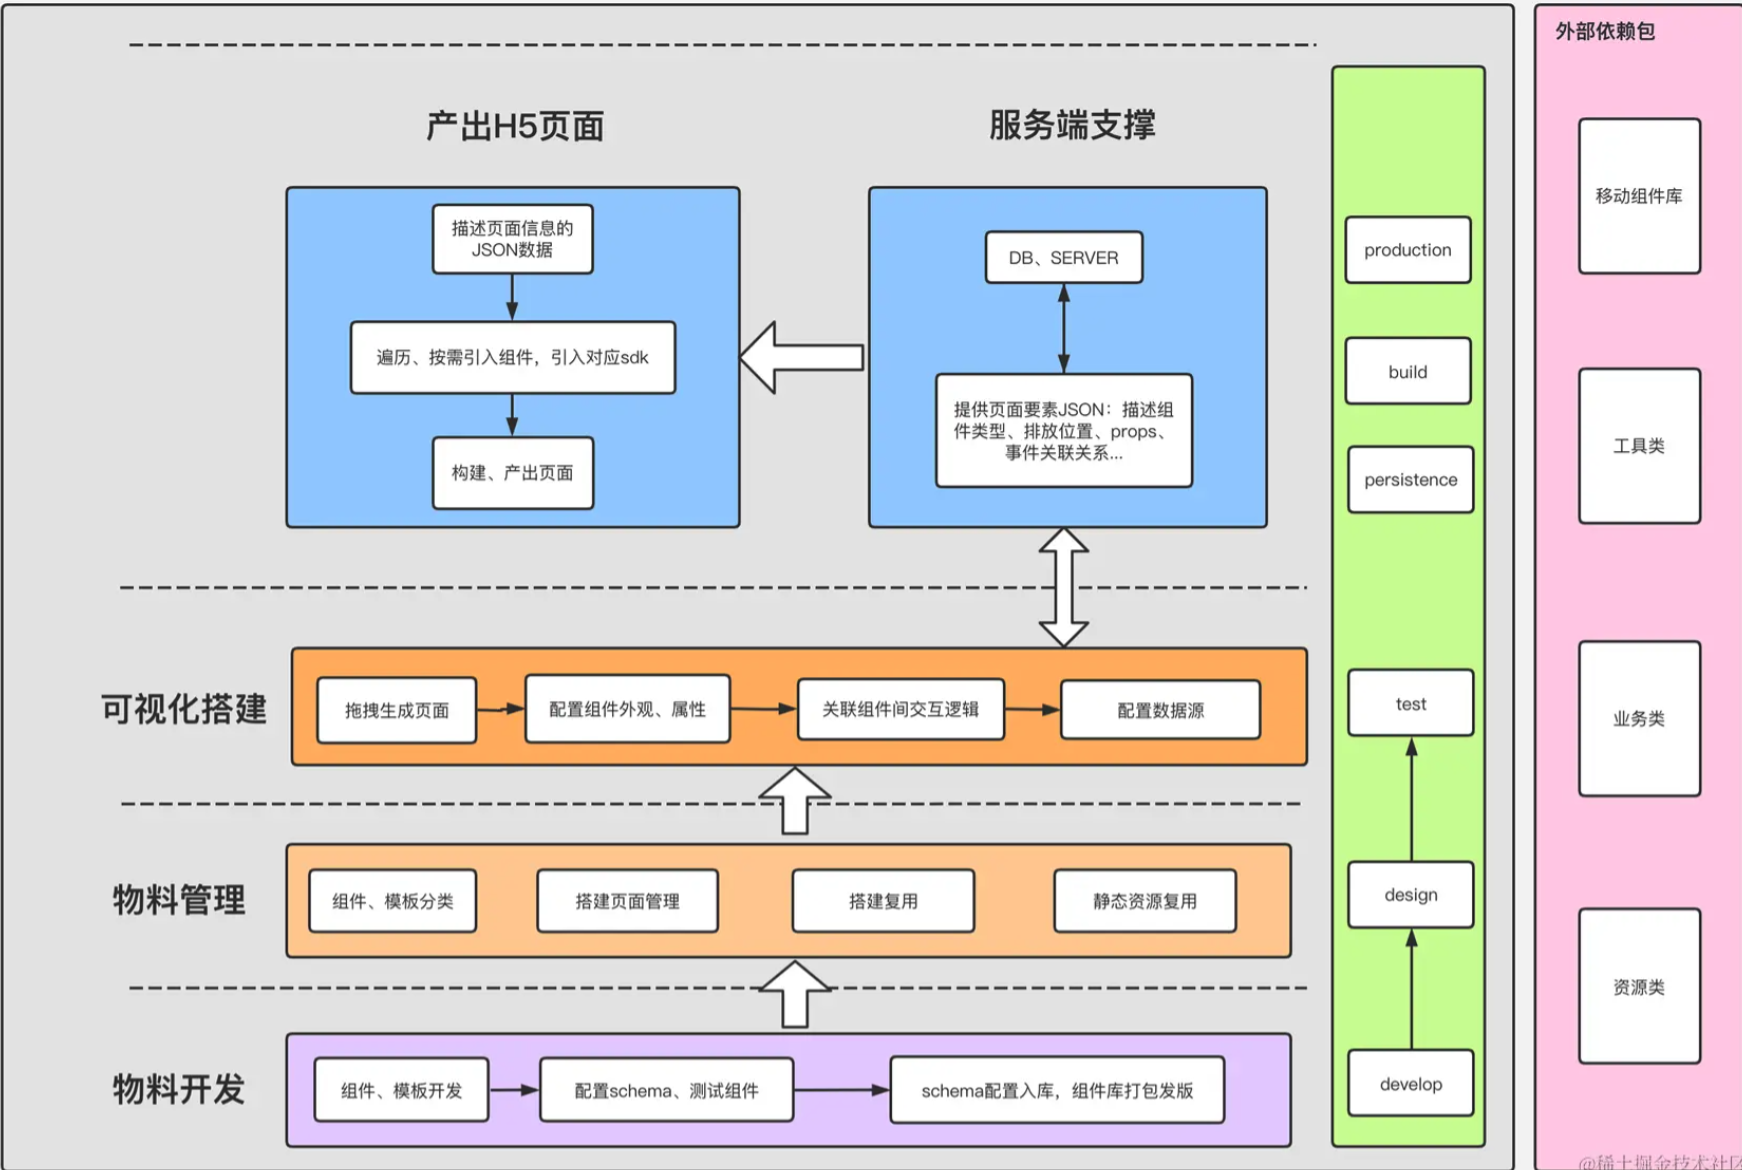 外部依赖包
产出H5页面
服务端支撑
描述页面信息的
JSON数据
遍历、按需引入组件，引入对应sdk
构建、产出页面
DB、SERVER
提供页面要素JSON：描述组
件类型、排放位置、props、
事件关联关系...
production
build
persistence
test
design
develop
移动组件库
工具类
业务类
资源类
可视化搭建
拖拽生成页面
配置组件外观、属性
关联组件间交互逻辑
配置数据源
物料管理
组件、模板分类
搭建页面管理
搭建复用
静态资源复用
物料开发
组件、模板开发
配置schema、测试组件
schema配置入库，组件库打包发版
@稀土掘金技术社区